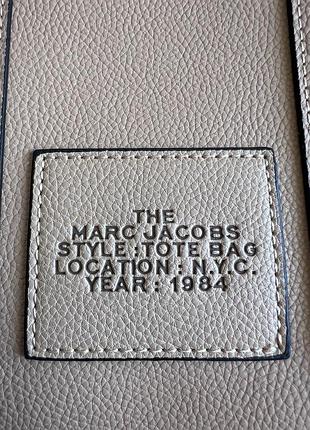 THE
MARC JACOBS
STYLE : TOTE BAG
LOCATION : N.Y.C.
YEAR : 1984